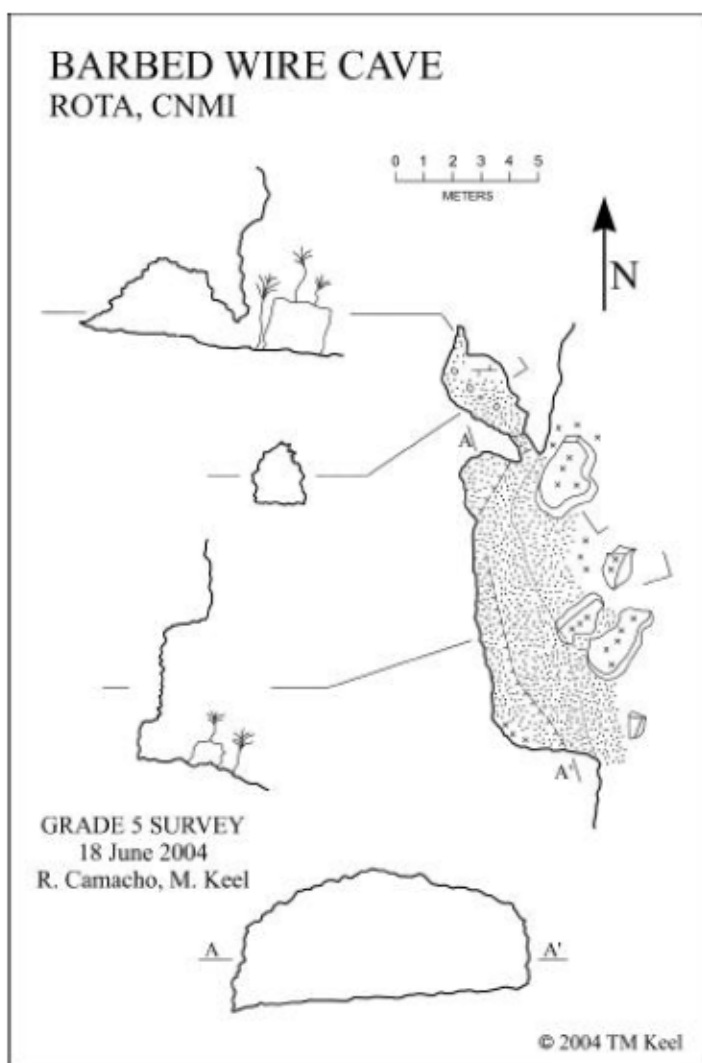 BARBED WIRE CAVE
ROTA, CNMI
0 1 2 3 4 5
METERS
N
A
A'
GRADE 5 SURVEY
18 June 2004
R. Camacho, M. Keel
A A'
© 2004 TM Keel